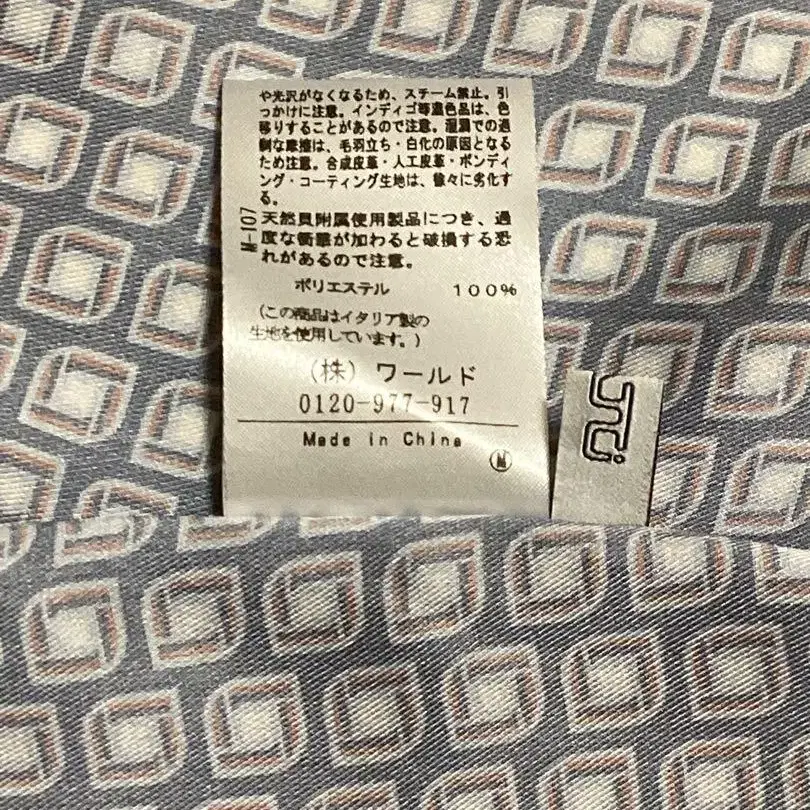 や光沢がなくなるため、スチーム禁止。引
っかけに注意。インディゴ等濃色品は、色
移りすることがあるので注意。湿潤での過
剰な摩擦は、毛羽立ち・白化の原因となる
ため注意。合成皮革・人工皮革・ボンディ
ング・コーティング生地は、徐々に劣化す
る。
M-107
天然貝附属使用製品につき、過
度な衝撃が加わると破損する恐
れがあるので注意。
ポリエステル 100%
(この商品はイタリア製の
生地を使用しています。)
(株) ワールド
0120-977-917
Made in China
M